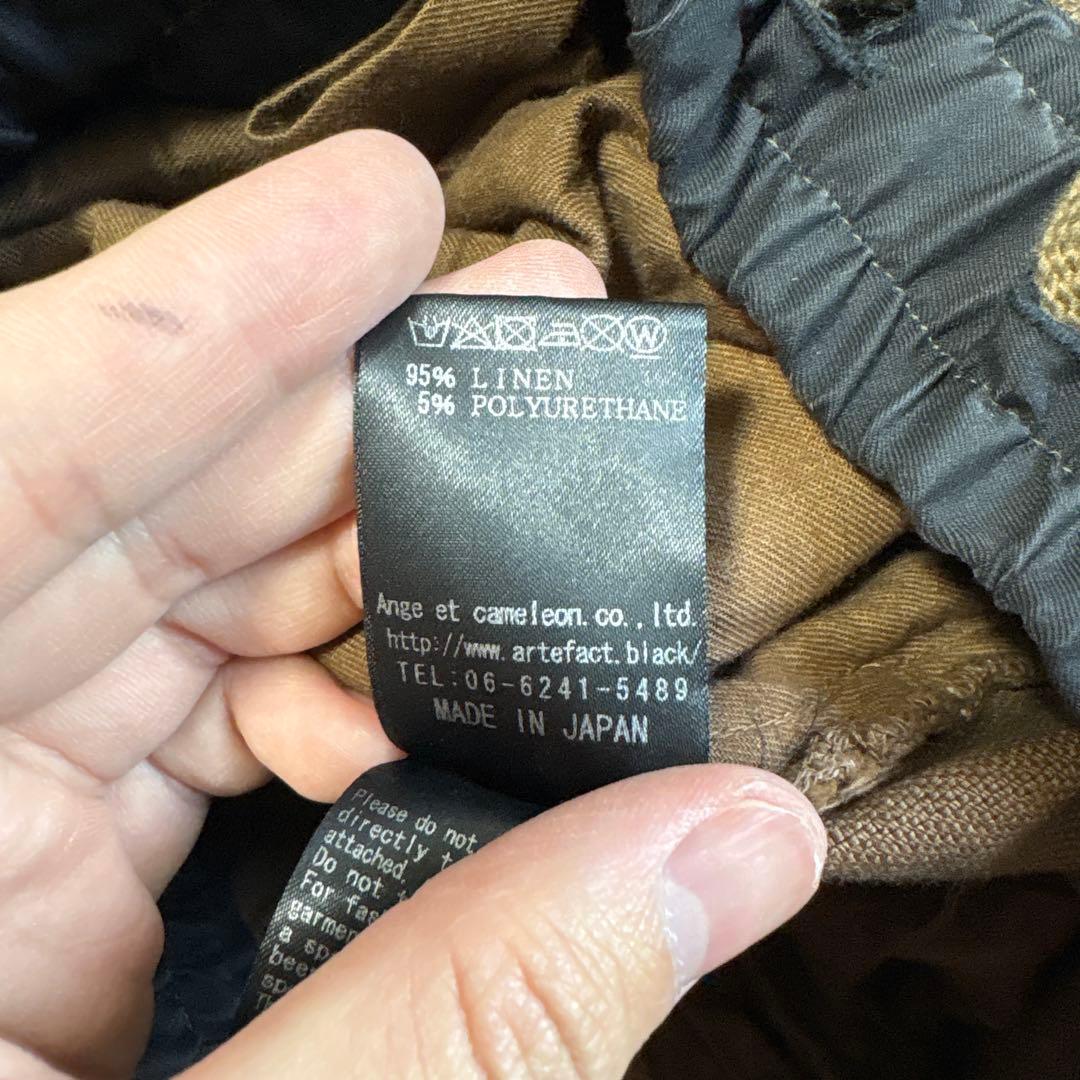 95% LINEN
5% POLYURETHANE
Ange et cameleon.co.,ltd.
http://www.artefact.black/
TEL:06-6241-5489
MADE IN JAPAN
Please do not
directly
attached.
Do not
For
a